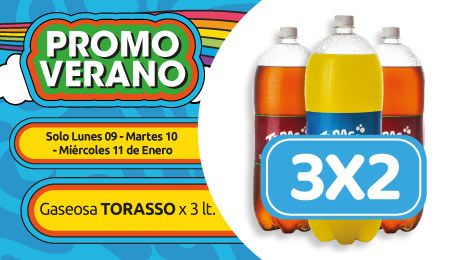 PROMO
VERANO
Solo Lunes 09 - Martes 10
- Miércoles 11 de Enero
Gaseosa TORASSO x 3 lt.
3X2